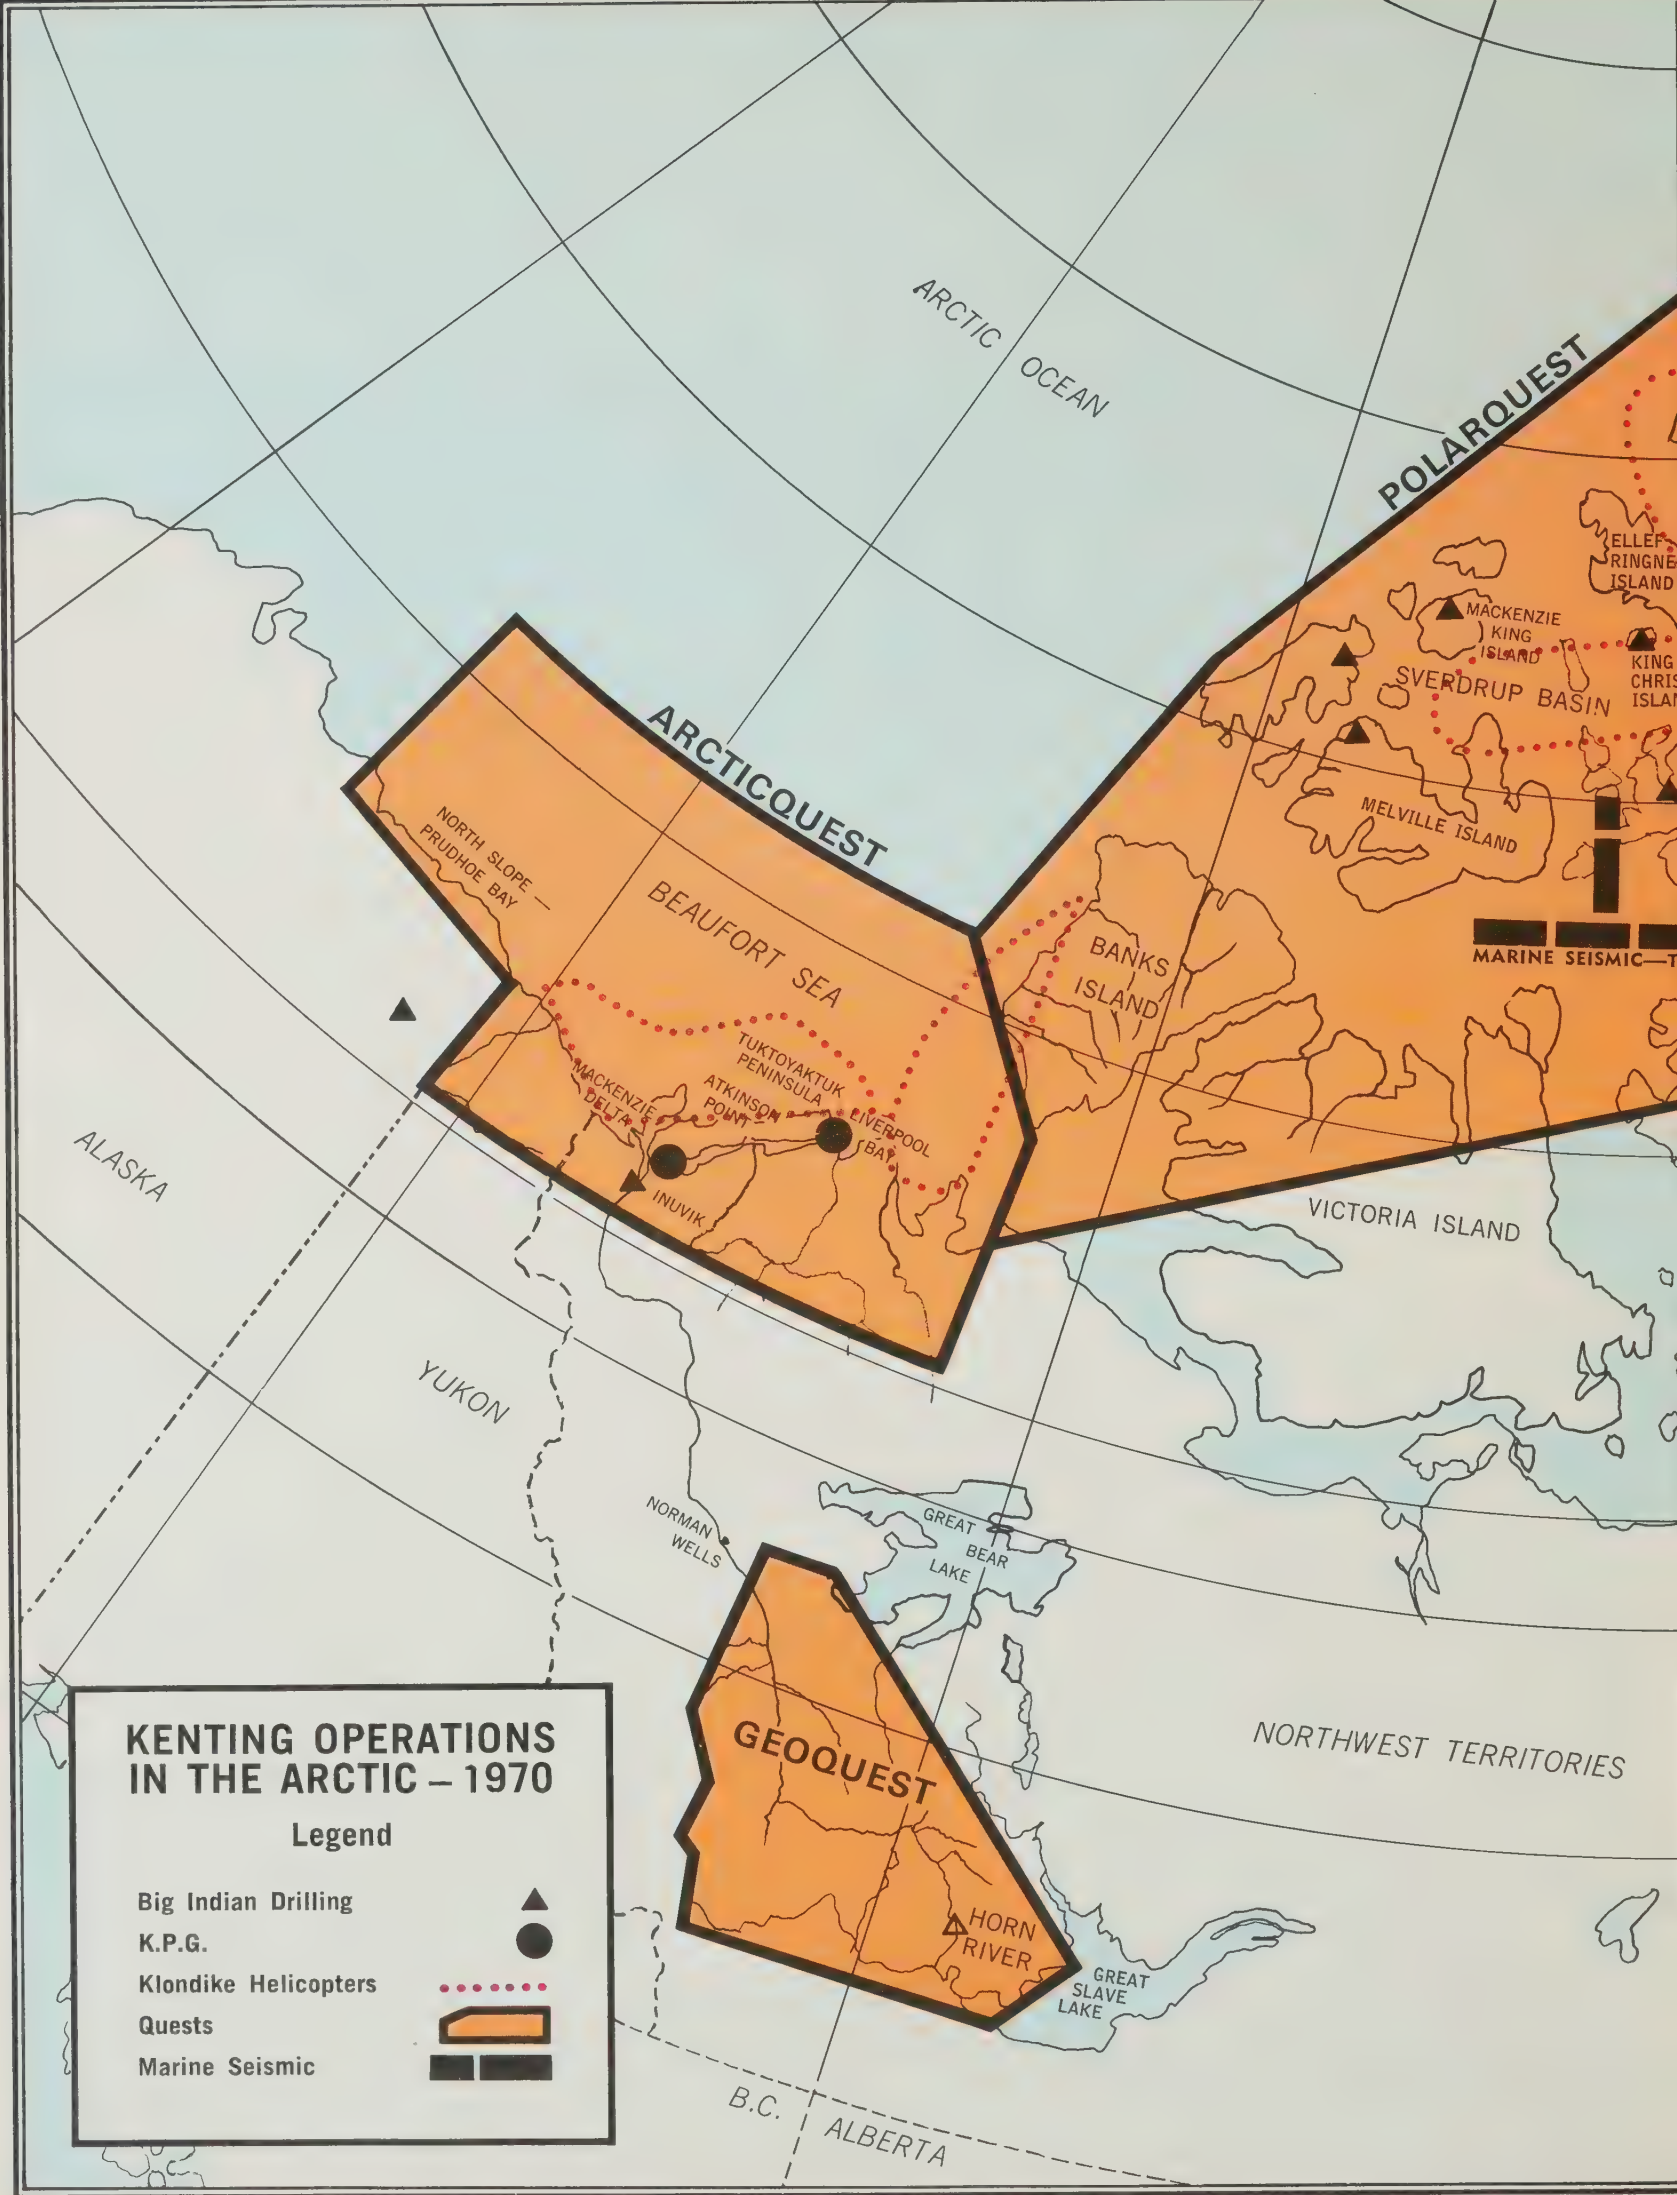 ARCTIC OCEAN
POLARQUEST
ELLEF
RINGNE
ISLAND
MACKENZIE
KING
ISLAND
KING
CHRIS
ISLAN
SVERDRUP BASIN
ARCTICQUEST
MELVILLE ISLAND
NORTH SLOPE —
PRUDHOE BAY
BEAUFORT SEA
BANKS
ISLAND
MARINE SEISMIC—T
TUKTOYAKTUK
PENINSULA
MACKENZIE
DELTA
ATKINSON
POINT
LIVERPOOL
BAY
INUVIK
ALASKA
VICTORIA ISLAND
YUKON
NORMAN
WELLS
GREAT
BEAR
LAKE
GEOQUEST
NORTHWEST TERRITORIES
HORN
RIVER
GREAT
SLAVE
LAKE
B.C.
ALBERTA
KENTING OPERATIONS
IN THE ARCTIC – 1970
Legend
Big Indian Drilling
K.P.G.
Klondike Helicopters
Quests
Marine Seismic